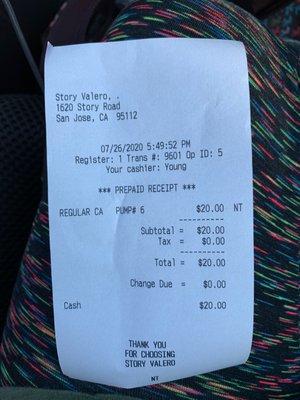 Story Valero, .
1620 Story Road
San Jose, CA 95112
07/26/2020 5:49:52 PM
Register: 1 Trans #: 9601 Op ID: 5
Your cashier: Young
*** PREPAID RECEIPT ***
REGULAR CA PUMP# 6 $20.00 NT
------------
Subtotal = $20.00
Tax = $0.00
------------
Total = $20.00
Change Due = $0.00
Cash $20.00
THANK YOU
FOR CHOOSING
STORY VALERO
NT